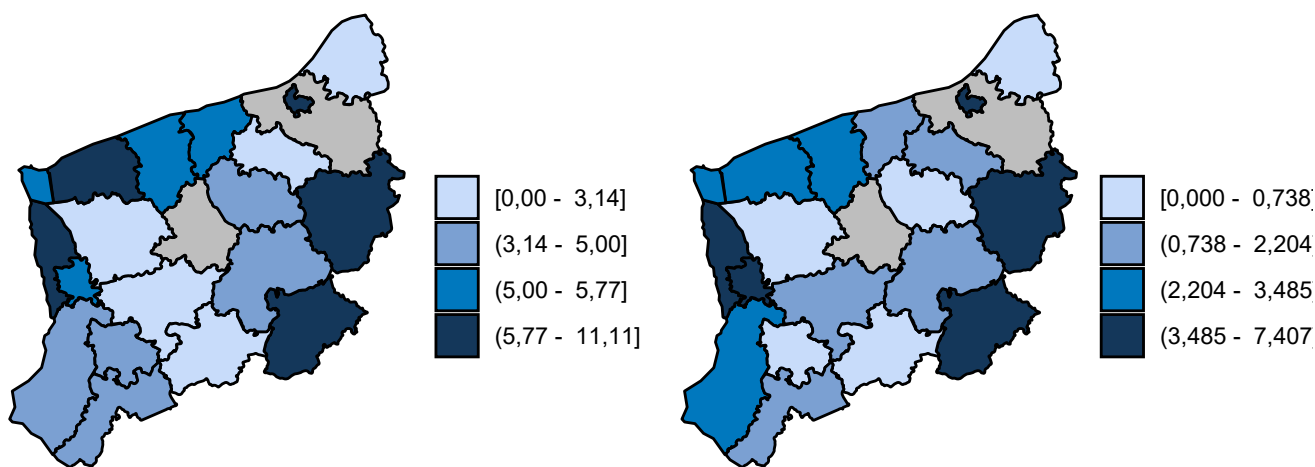 [0,00 - 3,14]
(3,14 - 5,00]
(5,00 - 5,77]
(5,77 - 11,11]
[0,000 - 0,738]
(0,738 - 2,204]
(2,204 - 3,485]
(3,485 - 7,407]